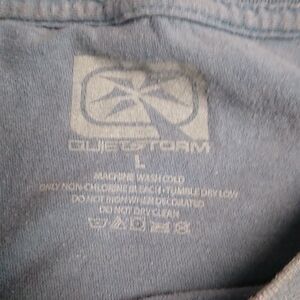 QUIETSTORM
L
MACHINE WASH COLD
ONLY NON-CHLORINE BLEACH • TUMBLE DRY LOW
DO NOT IRON WHEN DECORATED
DO NOT DRY CLEAN